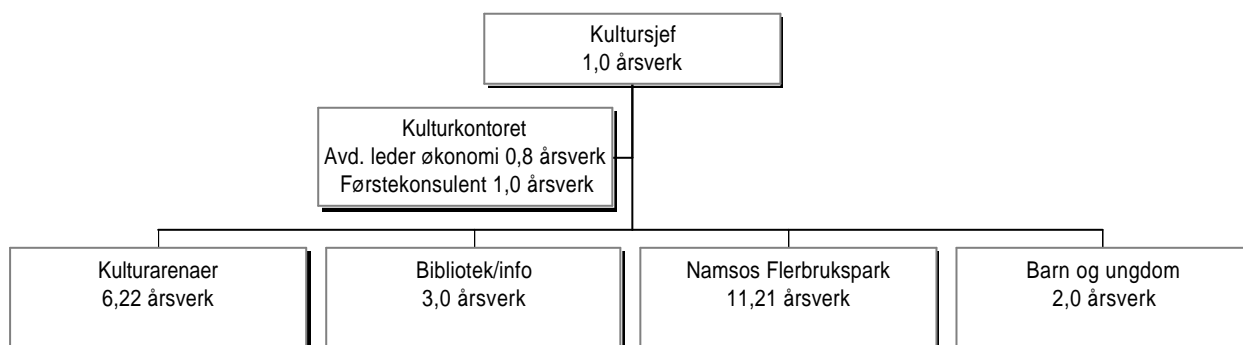 Kultursjef
1,0 årsverk
Kulturkontoret
Avd. leder økonomi 0,8 årsverk
Førstekonsulent 1,0 årsverk
Kulturarenaer
6,22 årsverk
Bibliotek/info
3,0 årsverk
Namsos Flerbrukspark
11,21 årsverk
Barn og ungdom
2,0 årsverk